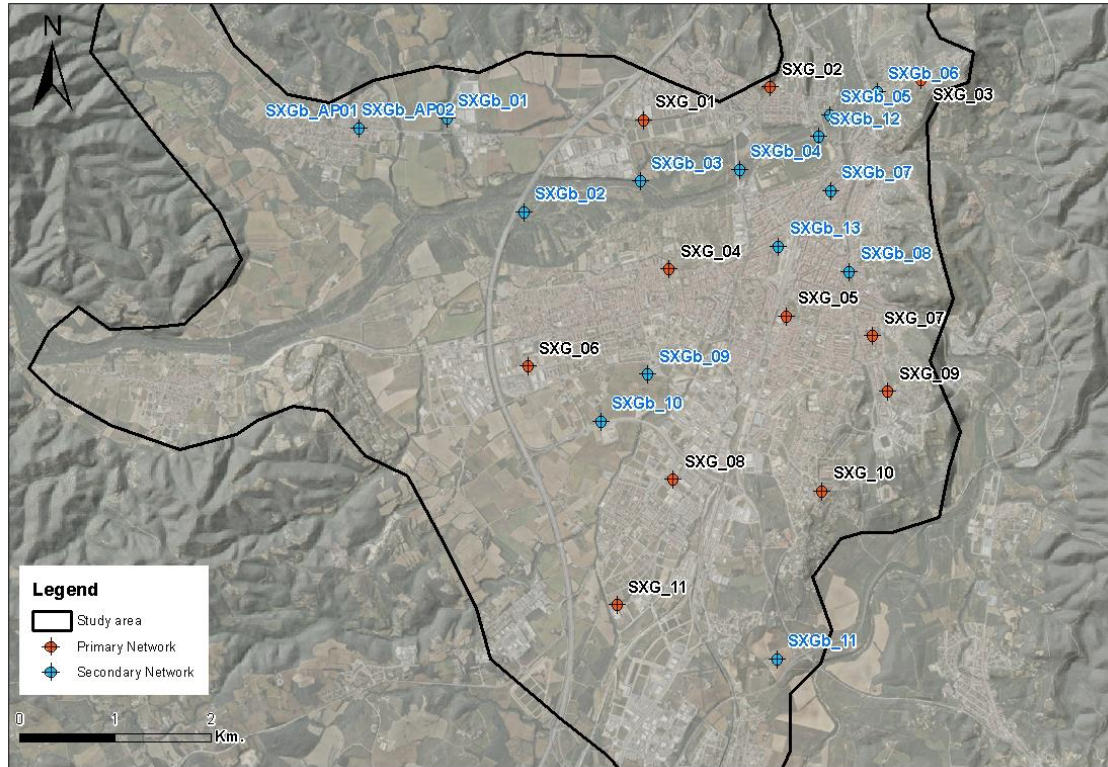 N
SXG_02
SXGb_06
SXG_03
SXGb_05
SXG_01
SXGb_01
SXGb_AP01
SXGb_AP02
SXGb_12
SXGb_04
SXGb_03
SXGb_07
SXGb_02
SXGb_13
SXG_04
SXGb_08
SXG_05
SXG_07
SXG_06
SXGb_09
SXG_09
SXGb_10
SXG_08
SXG_10
SXG_11
SXGb_11
Legend
Study area
Primary Network
Secondary Network
0 1 2
Km.